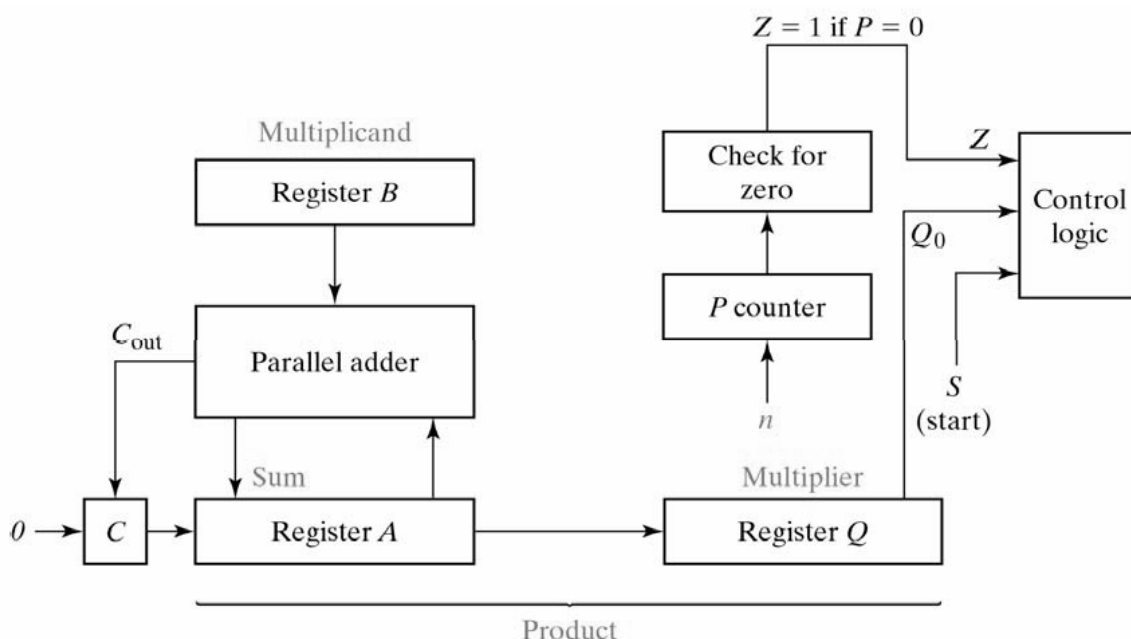 Z = 1 if P = 0
Multiplicand
Register B
Check for
zero
Z
Control
logic
Q0
P counter
Cout
Parallel adder
n
S
(start)
Sum
Multiplier
0
C
Register A
Register Q
Product